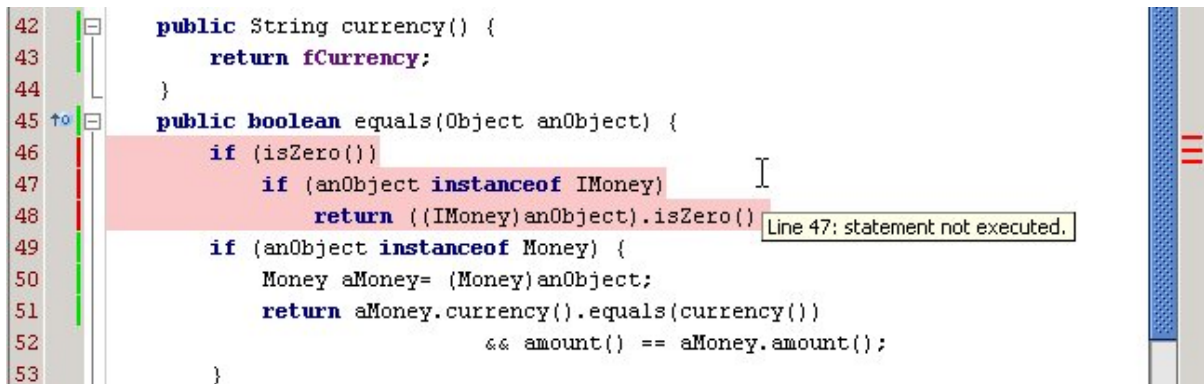 42 public String currency() {
43 return fCurrency;
44 }
45 public boolean equals(Object anObject) {
46 if (isZero())
47 if (anObject instanceof IMoney)
48 return ((IMoney)anObject).isZero()
Line 47: statement not executed.
49 if (anObject instanceof Money) {
50 Money aMoney= (Money)anObject;
51 return aMoney.currency().equals(currency())
52 && amount() == aMoney.amount();
53 }